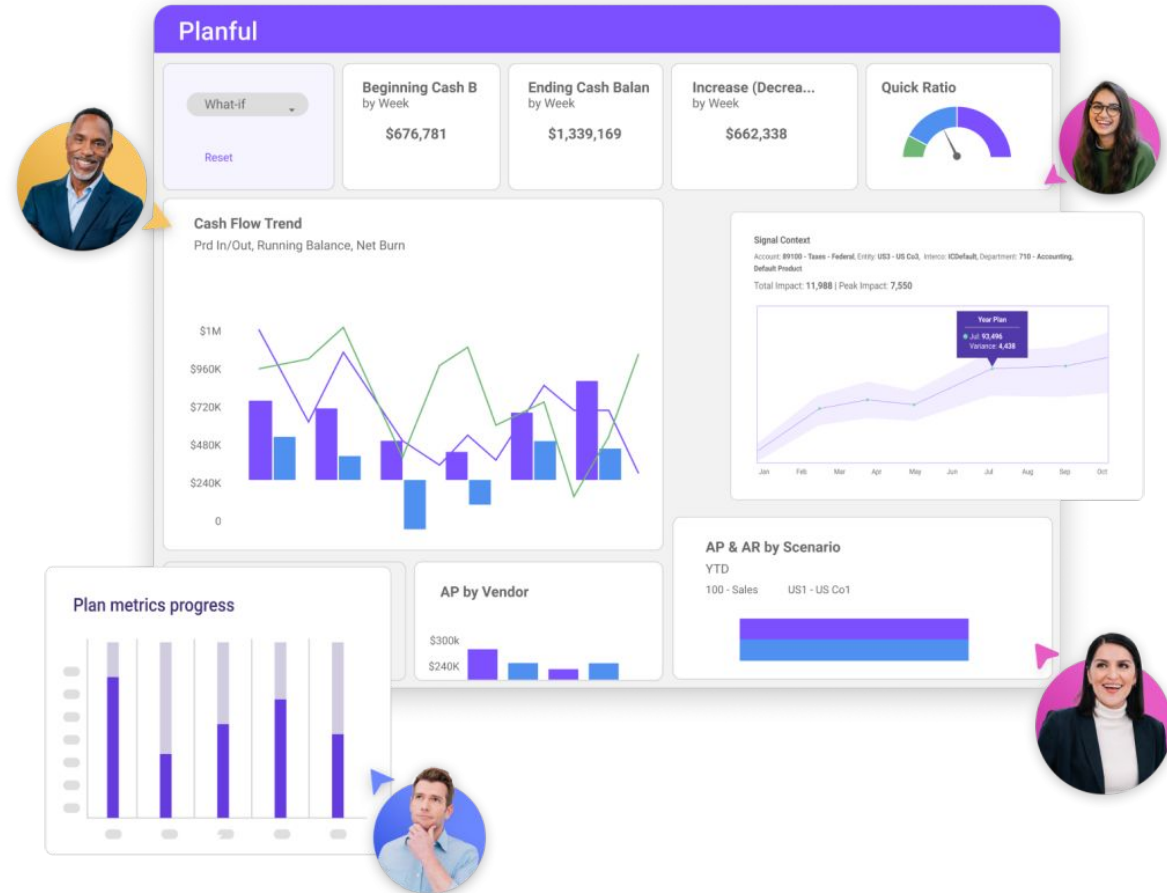 Planful
What-if
Reset
Beginning Cash B
by Week
$676,781
Ending Cash Balan
by Week
$1,339,169
Increase (Decrea...
by Week
$662,338
Quick Ratio
Cash Flow Trend
Prd In/Out, Running Balance, Net Burn
$1M
$960K
$720K
$480K
$240K
0
Signal Context
Account: 89100 - Taxes - Federal, Entity: US3 - US Co3, Interco: ICDefault, Department: 710 - Accounting,
Default Product
Total Impact: 11,988 | Peak Impact: 7,550
Year Plan
Jul: 93,496
Variance: 4,438
Jan Feb Mar Apr May Jun Jul Aug Sep Oct
Plan metrics progress
AP by Vendor
$300k
$240K
AP & AR by Scenario
YTD
100 - Sales US1 - US Co1